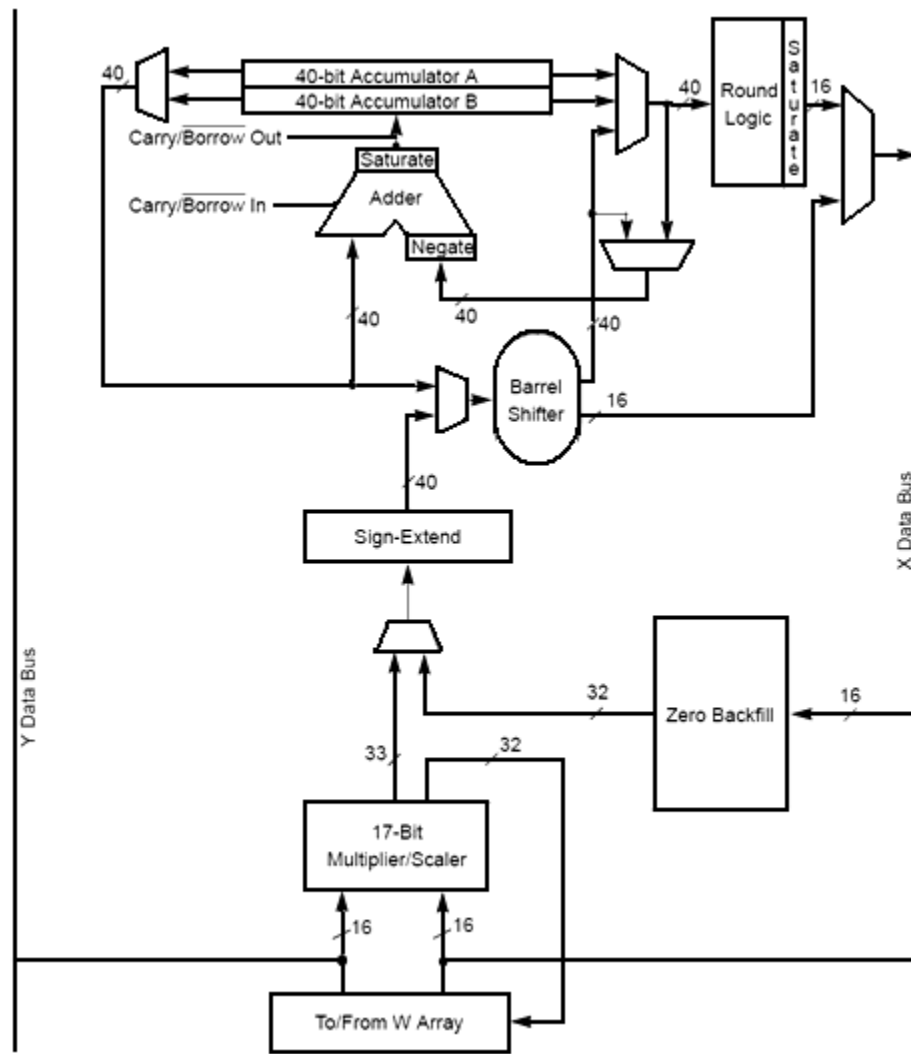 40
40-bit Accumulator A
40-bit Accumulator B
Carry/Borrow Out
Saturate
Carry/Borrow In
Adder
Negate
40
Round
Logic
Saturate
16
40
40
40
Barrel
Shifter
16
40
Sign-Extend
X Data Bus
Y Data Bus
33
32
32
Zero Backfill
16
17-Bit
Multiplier/Scaler
16
16
To/From W Array